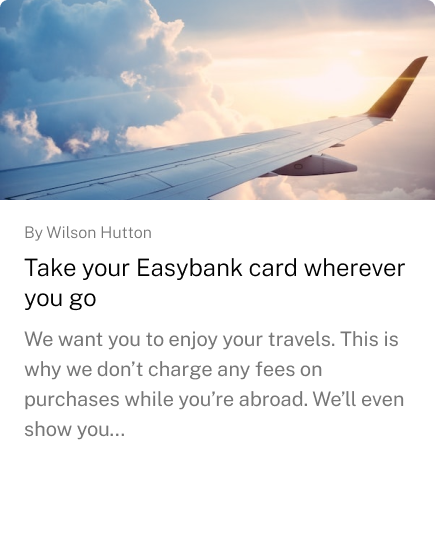 By Wilson Hutton
Take your Easybank card wherever
you go
We want you to enjoy your travels. This is
why we don’t charge any fees on
purchases while you’re abroad. We’ll even
show you…